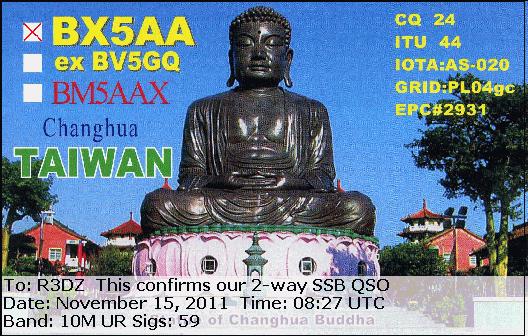 BX5AA
ex BV5GQ
BM5AAX
Changhua
TAIWAN
CQ 24
ITU 44
IOTA:AS-020
GRID:PL04gc
EPC#2931
To: R3DZ This confirms our 2-way SSB QSO
Date: November 15, 2011 Time: 08:27 UTC
Band: 10M UR Sigs: 59
of Changhua Buddha